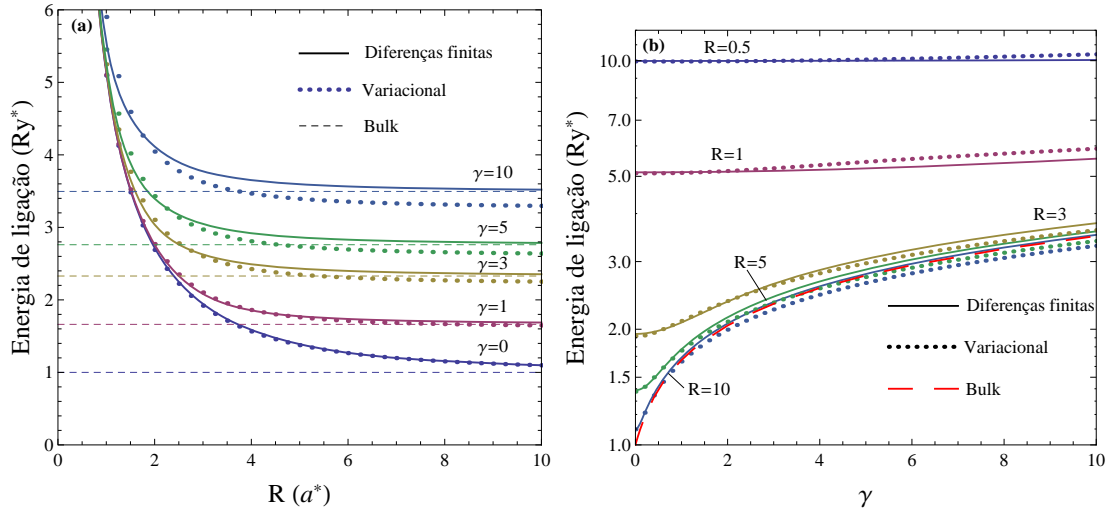 (a)
Energia de ligação (Ry*)
6
5
4
3
2
1
0
Diferenças finitas
Variacional
Bulk
γ=10
γ=5
γ=3
γ=1
γ=0
0 2 4 6 8 10
R (a*)
(b)
Energia de ligação (Ry*)
10.0
7.0
5.0
3.0
2.0
1.5
1.0
R=0.5
R=1
R=3
R=5
R=10
Diferenças finitas
Variacional
Bulk
0 2 4 6 8 10
γ